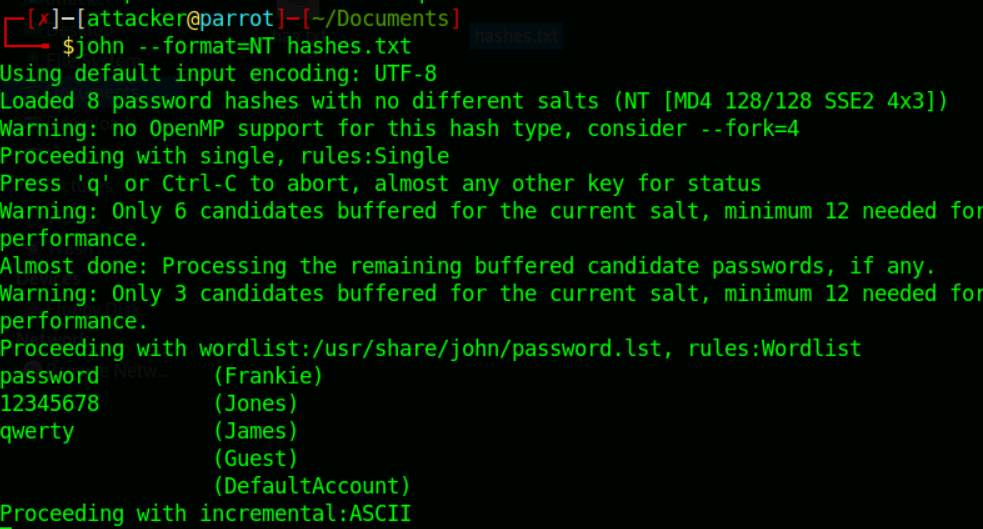 [✗]─[attacker@parrot]─[~/Documents]
$john --format=NT hashes.txt
Using default input encoding: UTF-8
Loaded 8 password hashes with no different salts (NT [MD4 128/128 SSE2 4x3])
Warning: no OpenMP support for this hash type, consider --fork=4
Proceeding with single, rules:Single
Press 'q' or Ctrl-C to abort, almost any other key for status
Warning: Only 6 candidates buffered for the current salt, minimum 12 needed for
performance.
Almost done: Processing the remaining buffered candidate passwords, if any.
Warning: Only 3 candidates buffered for the current salt, minimum 12 needed for
performance.
Proceeding with wordlist:/usr/share/john/password.lst, rules:Wordlist
password         (Frankie)
12345678         (Jones)
qwerty           (James)
                 (Guest)
                 (DefaultAccount)
Proceeding with incremental:ASCII
hashes.txt